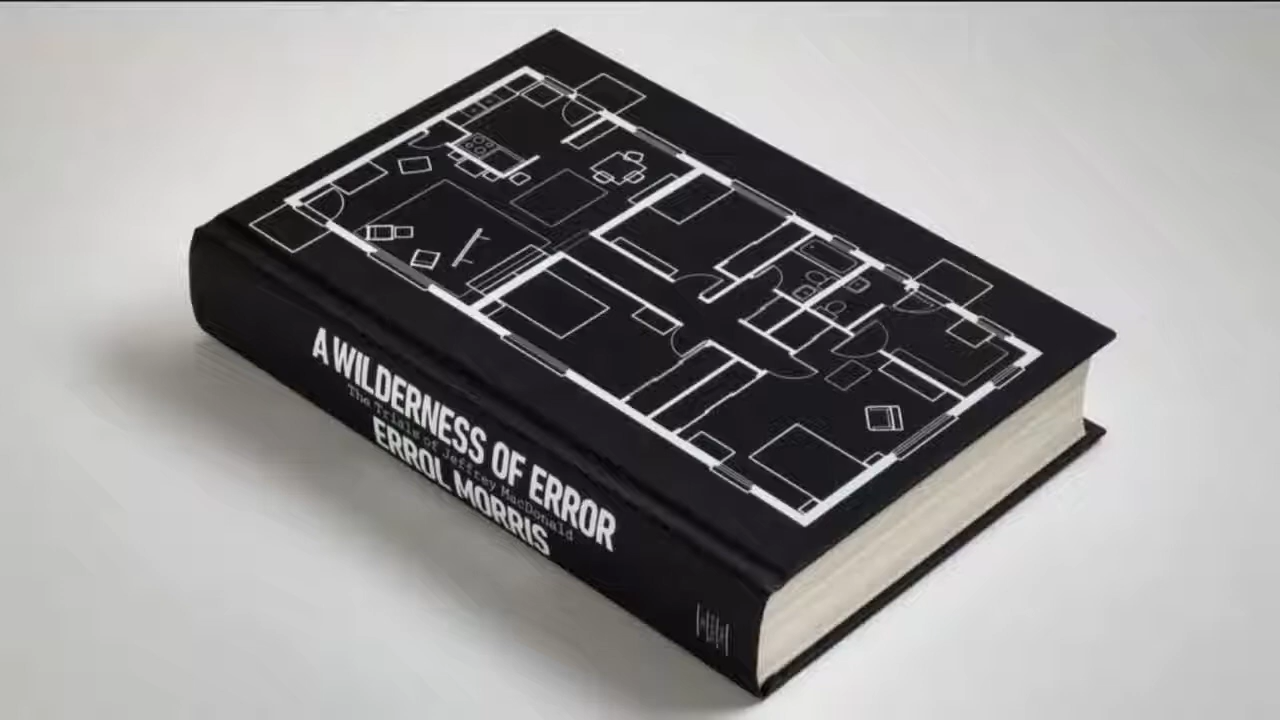 A WILDERNESS OF ERROR
The Trials of Jeffrey MacDonald
ERROL MORRIS